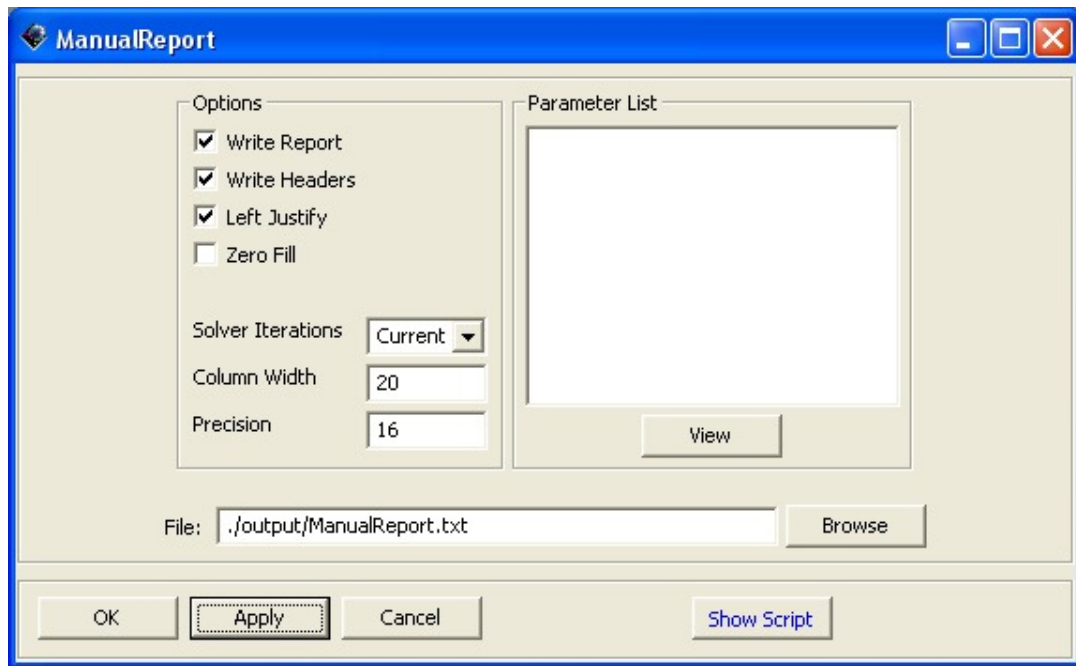 ManualReport
Options
Write Report
Write Headers
Left Justify
Zero Fill
Solver Iterations Current
Column Width 20
Precision 16
Parameter List
View
File: ./output/ManualReport.txt Browse
OK Apply Cancel Show Script